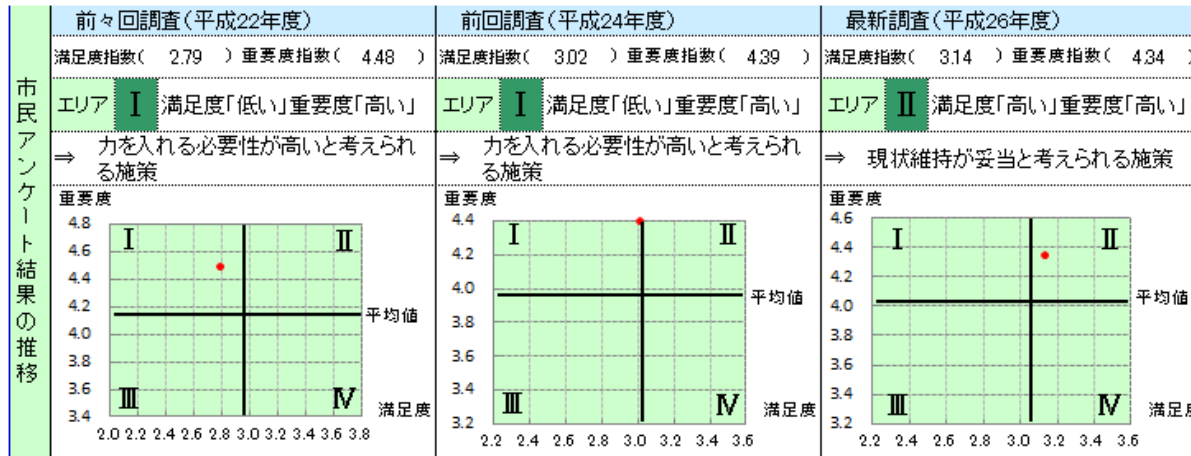 市民アンケート結果の推移
前々回調査(平成22年度)
満足度指数( 2.79 )重要度指数( 4.48 )
エリア Ⅰ 満足度「低い」重要度「高い」
⇒ 力を入れる必要性が高いと考えられ
る施策
重要度
4.8
4.6
4.4
4.2
4.0
3.8
3.6
3.4
Ⅰ Ⅱ
Ⅲ Ⅳ
平均値
満足度
2.0 2.2 2.4 2.6 2.8 3.0 3.2 3.4 3.6 3.8
前回調査(平成24年度)
満足度指数( 3.02 )重要度指数( 4.39 )
エリア Ⅰ 満足度「低い」重要度「高い」
⇒ 力を入れる必要性が高いと考えられ
る施策
重要度
4.4
4.2
4.0
3.8
3.6
3.4
3.2
Ⅰ Ⅱ
Ⅲ Ⅳ
平均値
満足度
2.2 2.4 2.6 2.8 3.0 3.2 3.4 3.6
最新調査(平成26年度)
満足度指数( 3.14 )重要度指数( 4.34 )
エリア Ⅱ 満足度「高い」重要度「高い」
⇒ 現状維持が妥当と考えられる施策
重要度
4.6
4.4
4.2
4.0
3.8
3.6
3.4
3.2
Ⅰ Ⅱ
Ⅲ Ⅳ
平均値
満足度
2.2 2.4 2.6 2.8 3.0 3.2 3.4 3.6